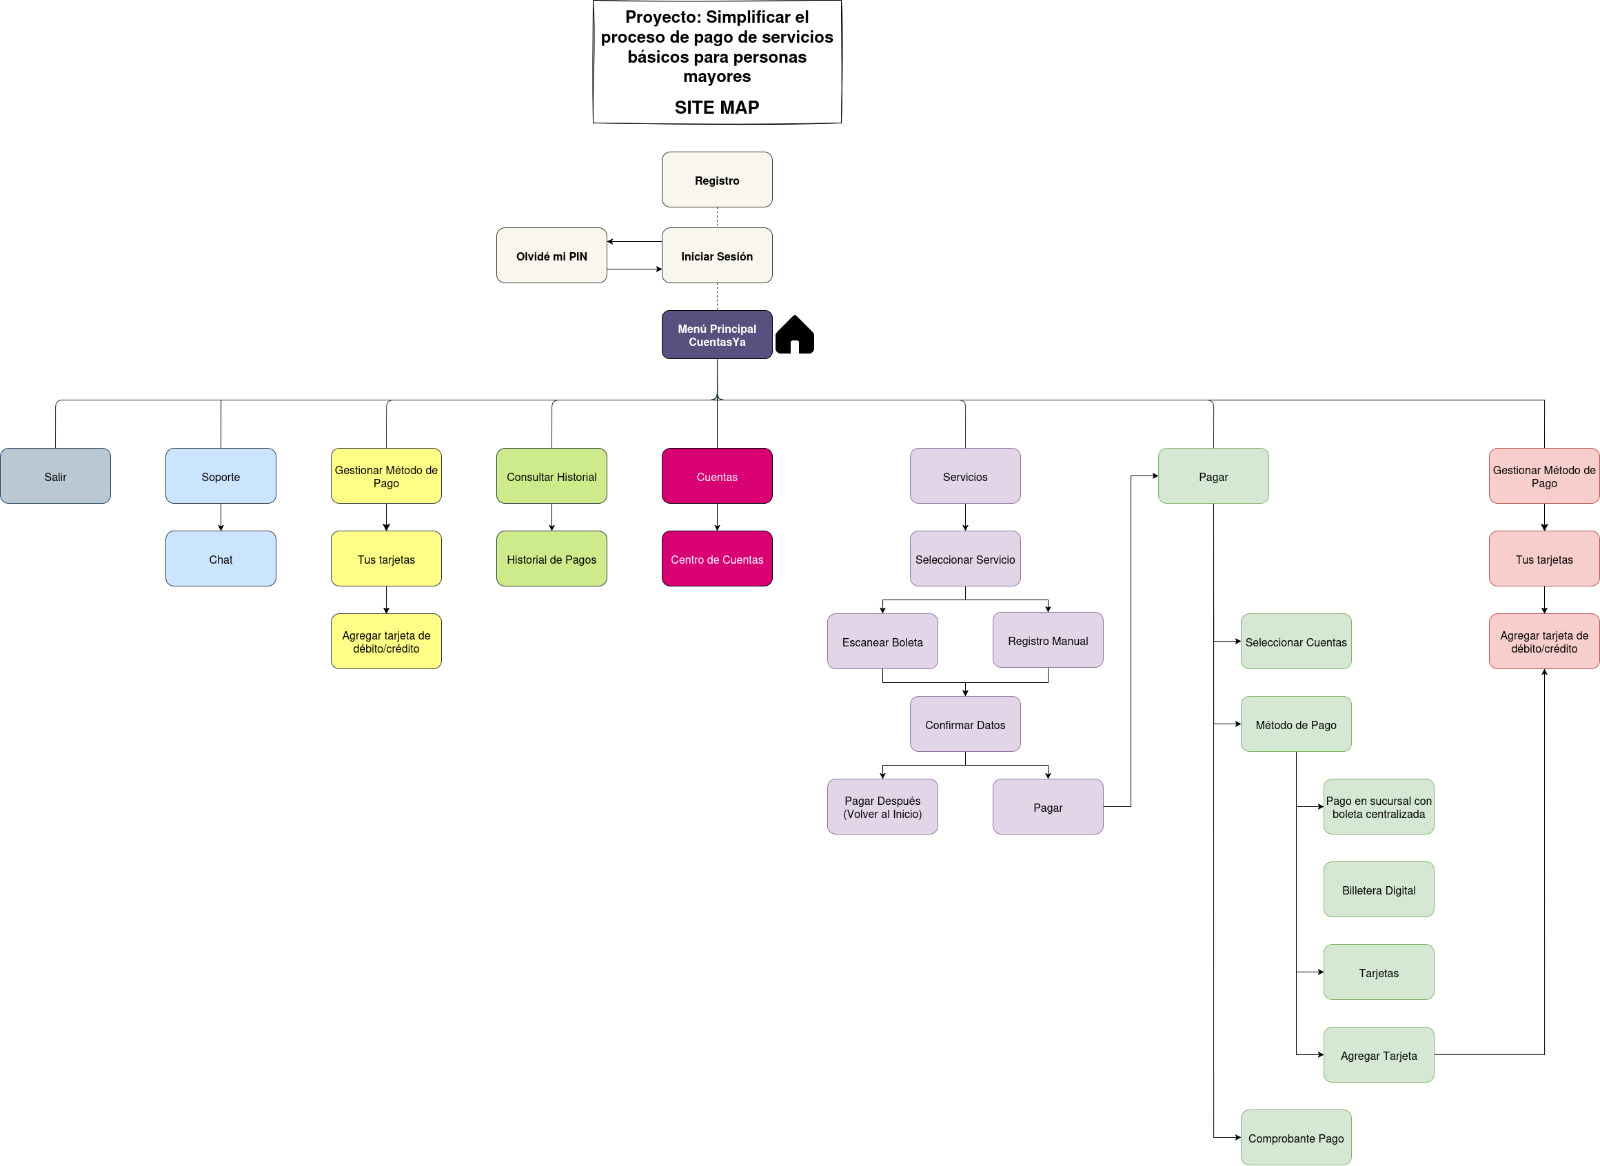 Proyecto: Simplificar el
proceso de pago de servicios
básicos para personas
mayores
SITE MAP
Registro
Olvidé mi PIN
Iniciar Sesión
Menú Principal
CuentasYa
Salir
Soporte
Gestionar Método de
Pago
Consultar Historial
Cuentas
Servicios
Pagar
Gestionar Método de
Pago
Chat
Tus tarjetas
Historial de Pagos
Centro de Cuentas
Seleccionar Servicio
Tus tarjetas
Agregar tarjeta de
débito/crédito
Escanear Boleta
Registro Manual
Seleccionar Cuentas
Agregar tarjeta de
débito/crédito
Confirmar Datos
Método de Pago
Pagar Después
(Volver al Inicio)
Pagar
Pago en sucursal con
boleta centralizada
Billetera Digital
Tarjetas
Agregar Tarjeta
Comprobante Pago